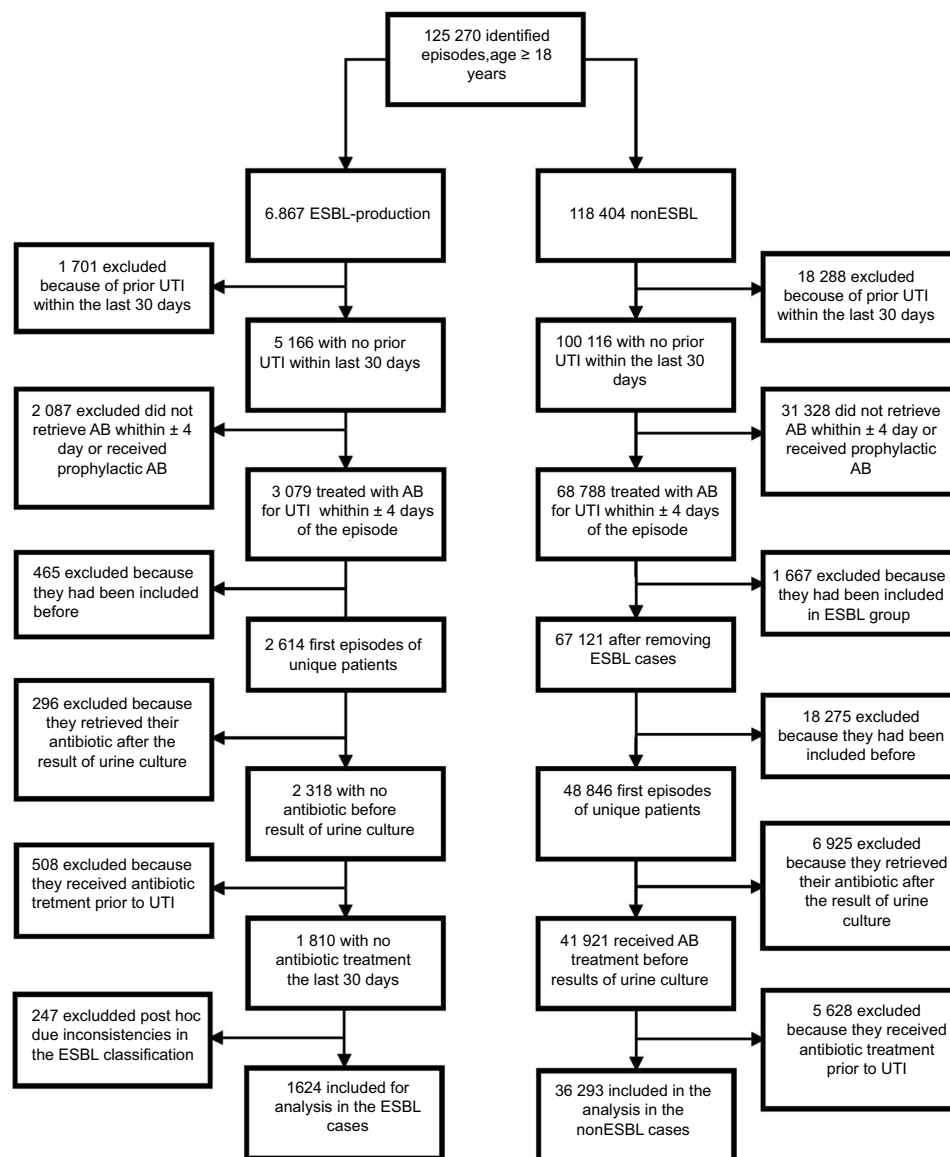 125 270 identified
episodes,age ≥ 18
years
6.867 ESBL-production
118 404 nonESBL
1 701 excluded
because of prior UTI
within the last 30 days
18 288 excluded
becouse of prior UTI
within the last 30 days
5 166 with no prior
UTI within last 30 days
100 116 with no prior
UTI within the last 30
days
2 087 excluded did not
retrieve AB whithin ± 4
day or received
prophylactic AB
31 328 did not retrieve
AB whithin ± 4 day or
received prophylactic
AB
3 079 treated with AB
for UTI whithin ± 4 days
of the episode
68 788 treated with AB
for UTI whithin ± 4 days
of the episode
465 excluded because
they had been included
before
1 667 excluded because
they had been included
in ESBL group
2 614 first episodes of
unique patients
67 121 after removing
ESBL cases
296 excluded because
they retrieved their
antibiotic after the
result of urine culture
18 275 excluded
because they had been
included before
2 318 with no
antibiotic before
result of urine culture
48 846 first episodes
of unique patients
508 excluded because
they received antibiotic
tretment prior to UTI
6 925 excluded
because they retrieved
their antibiotic after
the result of urine
culture
1 810 with no
antibiotic treatment
the last 30 days
41 921 received AB
treatment before
results of urine culture
247 excludded post hoc
due inconsistencies in
the ESBL classification
5 628 excluded
because they received
antibiotic treatment
prior to UTI
1624 included for
analysis in the ESBL
cases
36 293 included in the
analysis in the
nonESBL cases